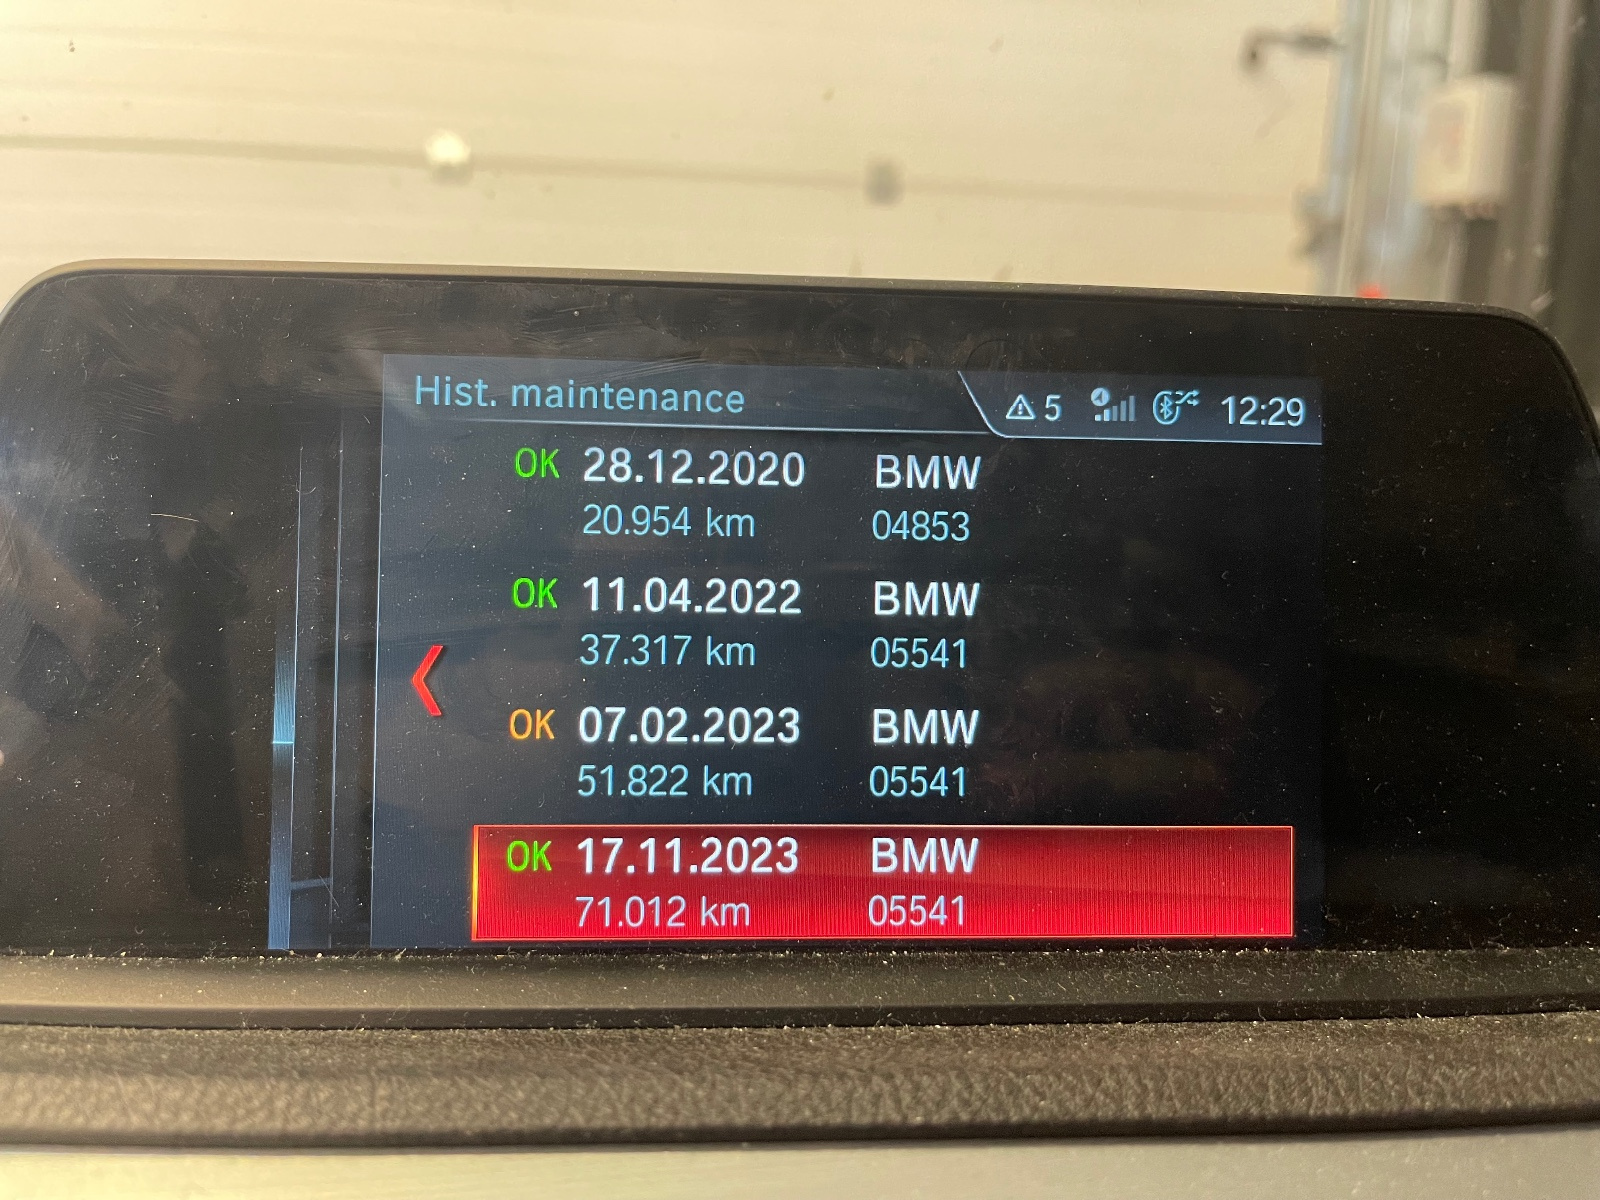 Hist. maintenance 5 12:29
OK 28.12.2020 BMW
20.954 km 04853
OK 11.04.2022 BMW
37.317 km 05541
OK 07.02.2023 BMW
51.822 km 05541
OK 17.11.2023 BMW
71.012 km 05541